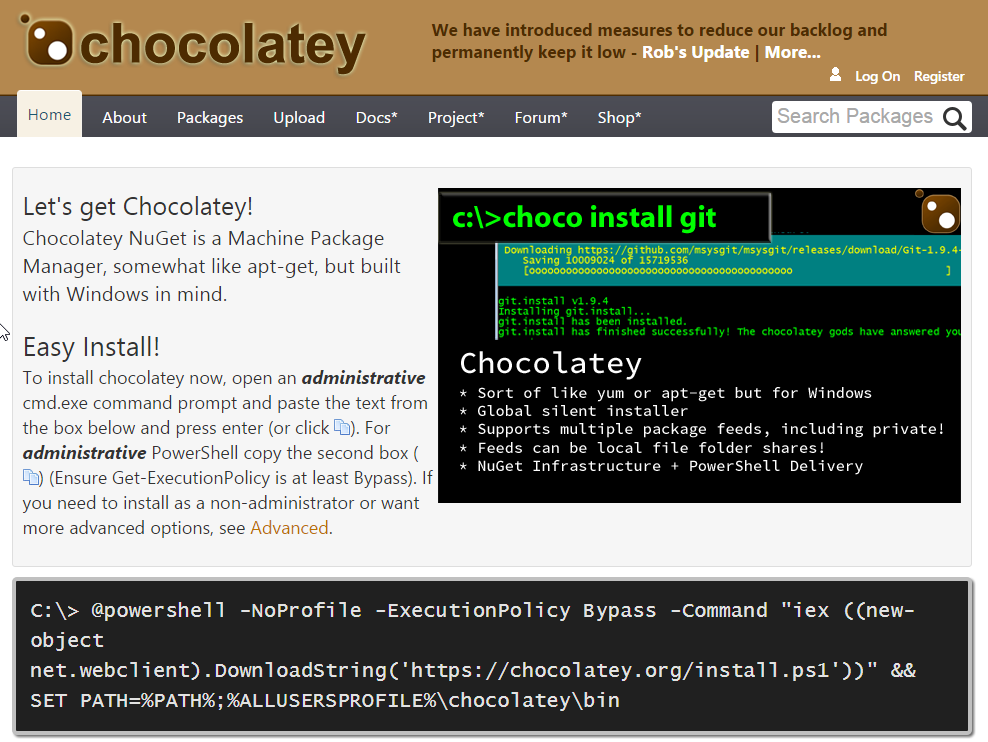 chocolatey
We have introduced measures to reduce our backlog and
permanently keep it low - Rob's Update | More...
Log On Register
Home About Packages Upload Docs* Project* Forum* Shop* Search Packages
Let's get Chocolatey!
Chocolatey NuGet is a Machine Package
Manager, somewhat like apt-get, but built
with Windows in mind.
Easy Install!
To install chocolatey now, open an administrative
cmd.exe command prompt and paste the text from
the box below and press enter (or click ). For
administrative PowerShell copy the second box (
) (Ensure Get-ExecutionPolicy is at least Bypass). If
you need to install as a non-administrator or want
more advanced options, see Advanced.
c:\>choco install git
Downloading https://github.com/msysgit/msysgit/releases/download/Git-1.9.4-
Saving 10009024 of 15719536
[ooooooooooooooooooooooooooooooooooooooooooo ]
git.install v1.9.4
Installing git.install...
git.install has been installed.
git.install has finished successfully! The chocolatey gods have answered you
Chocolatey
* Sort of like yum or apt-get but for Windows
* Global silent installer
* Supports multiple package feeds, including private!
* Feeds can be local file folder shares!
* NuGet Infrastructure + PowerShell Delivery
C:\> @powershell -NoProfile -ExecutionPolicy Bypass -Command "iex ((new-
object
net.webclient).DownloadString('https://chocolatey.org/install.ps1'))" &&
SET PATH=%PATH%;%ALLUSERSPROFILE%\chocolatey\bin